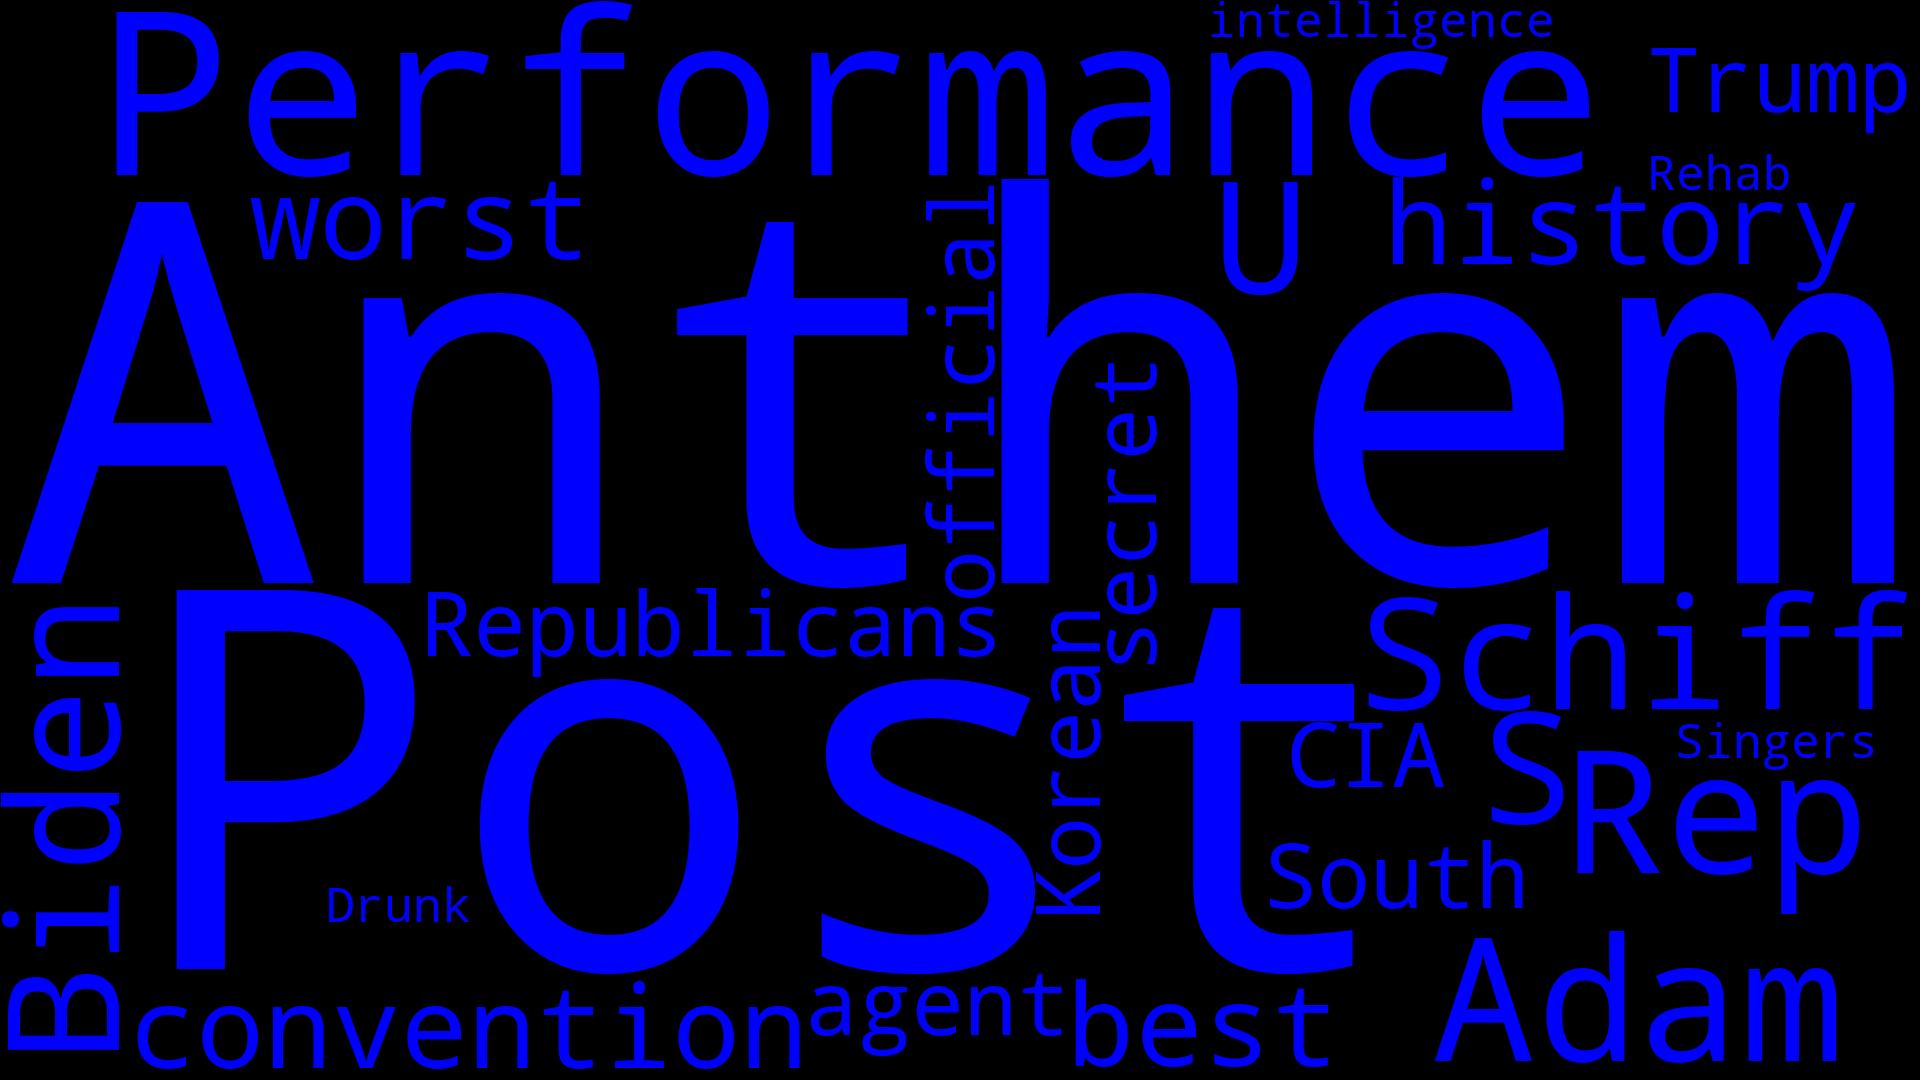 intelligence
Performance
Trump
Rehab
worst
U
history
official
Anthem
secret
Republicans
Schiff
Biden
Post
Korean
CIA
S
Singers
Rep
South
Drunk
Adam
convention
agent
best